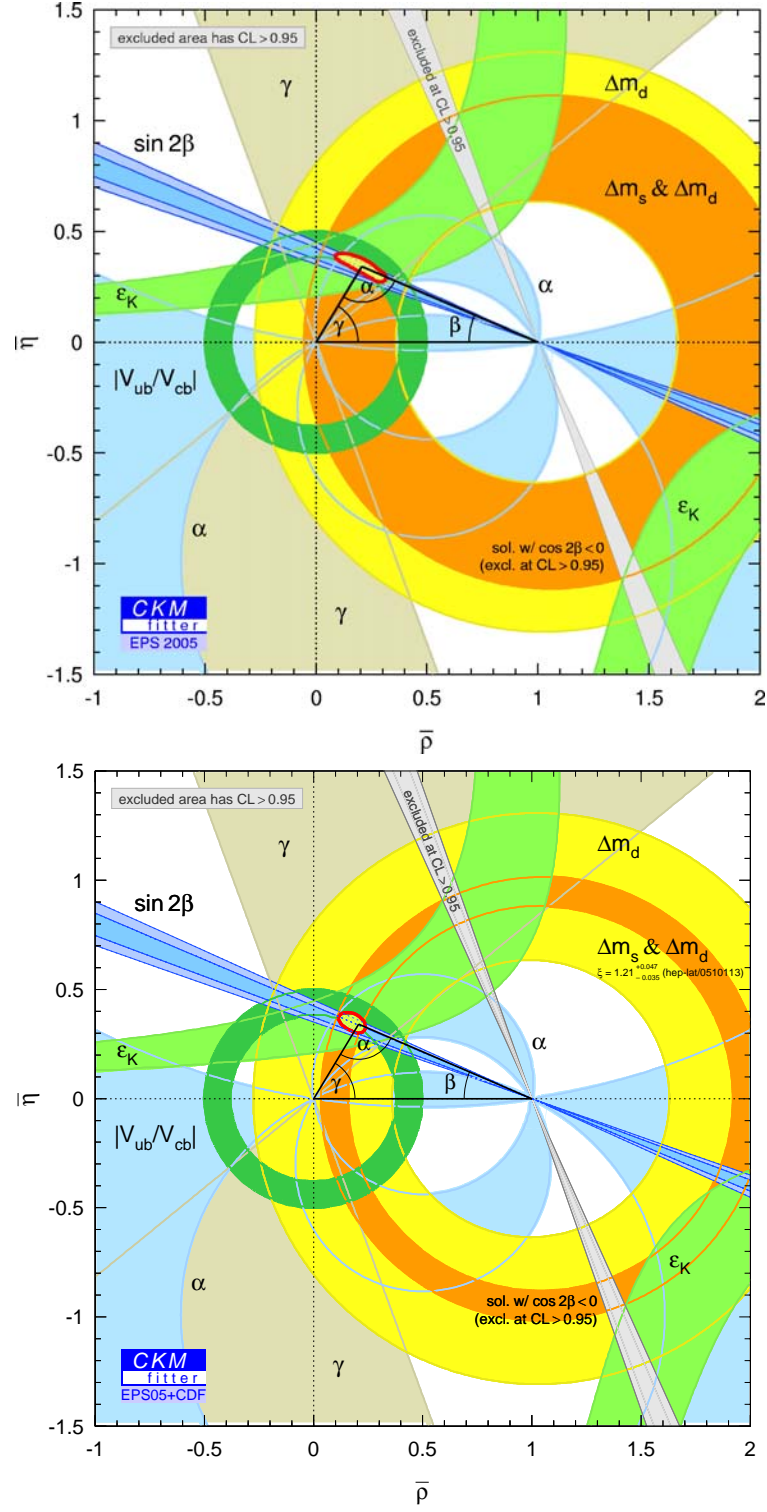 1.5
excluded area has CL > 0.95
excluded at CL > 0.95
γ
Δm_d
1
sin 2β
Δm_s & Δm_d
0.5
α
α
ε_K
γ
β
η̅
0
|V_ub/V_cb|
-0.5
ε_K
α
sol. w/ cos 2β < 0
(excl. at CL > 0.95)
-1
CKM
fitter
EPS 2005
γ
-1.5
-1 -0.5 0 0.5 1 1.5 2
ρ̅
1.5
excluded area has CL > 0.95
excluded at CL > 0.95
γ
Δm_d
1
sin 2β
Δm_s & Δm_d
ξ = 1.21 +0.047 −0.035 (hep-lat/0510113)
0.5
α
α
ε_K
γ
β
η̅
0
|V_ub/V_cb|
-0.5
ε_K
α
sol. w/ cos 2β < 0
(excl. at CL > 0.95)
-1
CKM
fitter
EPS05+CDF
γ
-1.5
-1 -0.5 0 0.5 1 1.5 2
ρ̅